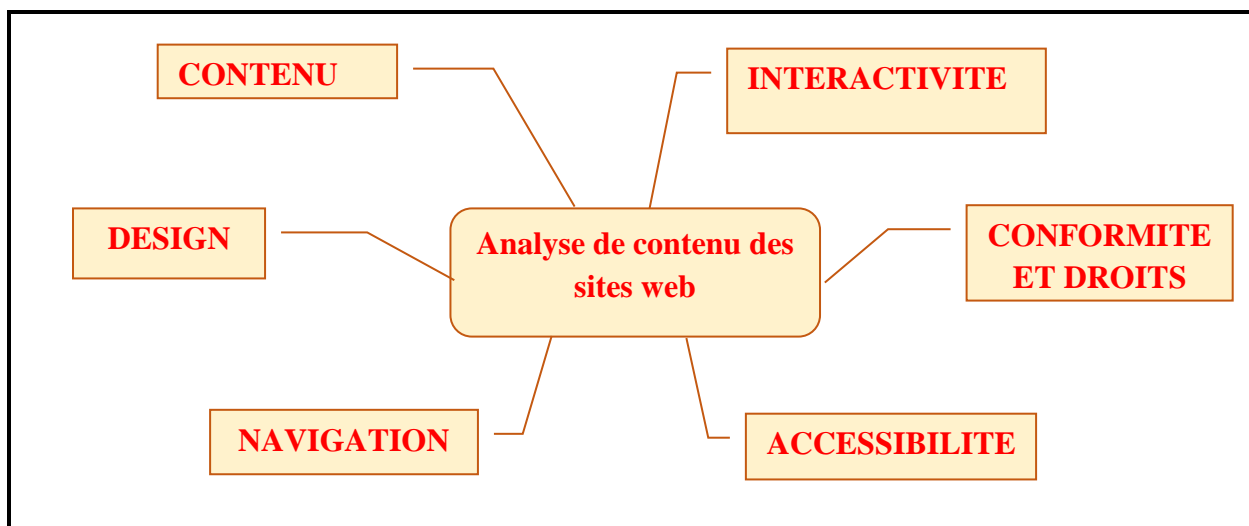 CONTENU
INTERACTIVITE
DESIGN
Analyse de contenu des
sites web
CONFORMITE
ET DROITS
NAVIGATION
ACCESSIBILITE